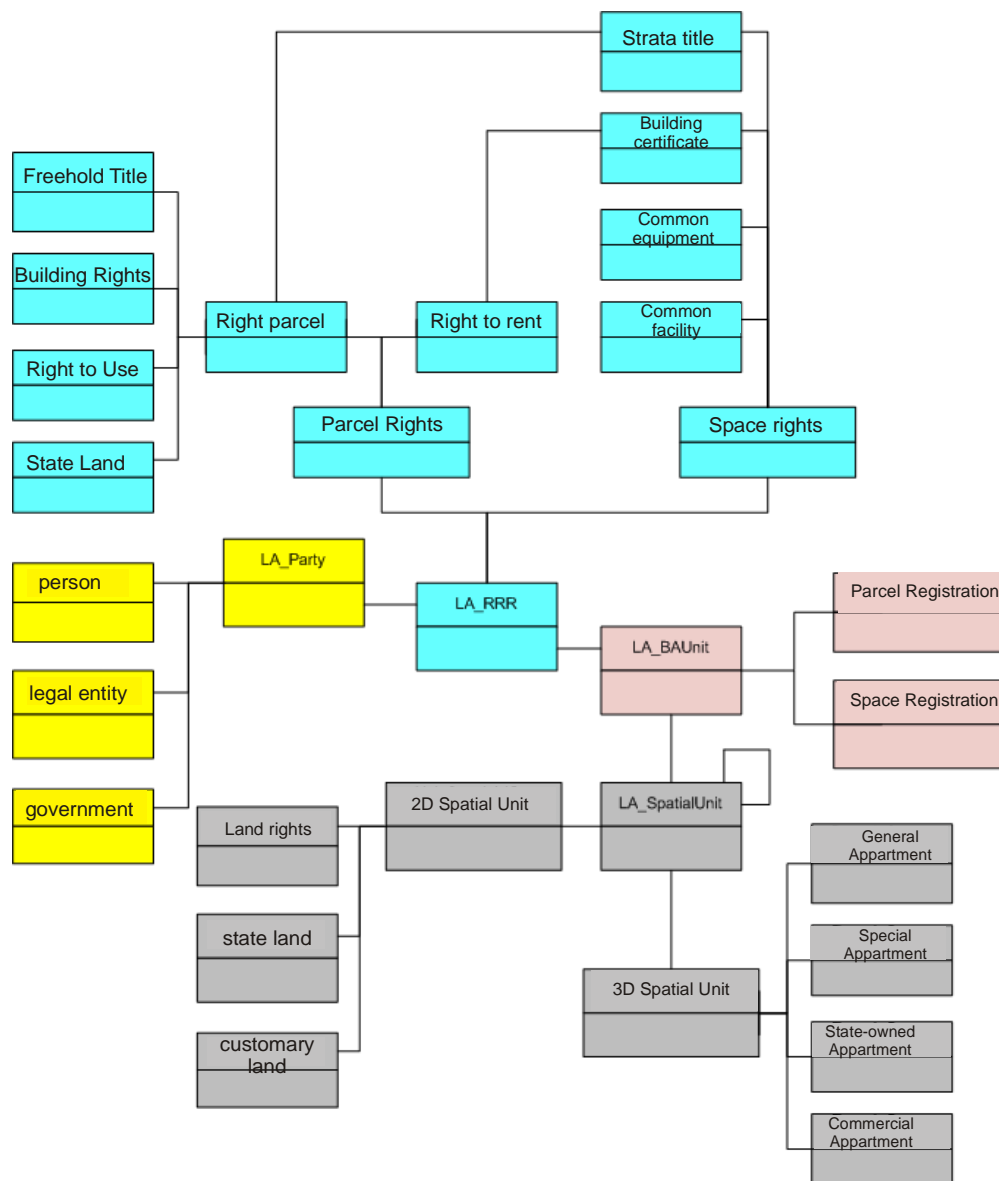 Strata title
Building
certificate
Freehold Title
Common
equipment
Building Rights
Right parcel
Right to rent
Common
facility
Right to Use
Parcel Rights
Space rights
State Land
LA_Party
person
LA_RRR
Parcel Registration
LA_BAUnit
legal entity
Space Registration
government
2D Spatial Unit
LA_SpatialUnit
Land rights
General
Appartment
state land
Special
Appartment
3D Spatial Unit
customary
land
State-owned
Appartment
Commercial
Appartment